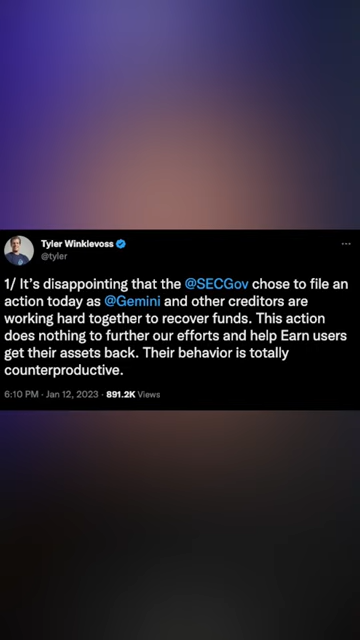 Tyler Winklevoss
@tyler
1/ It's disappointing that the @SECGov chose to file an
action today as @Gemini and other creditors are
working hard together to recover funds. This action
does nothing to further our efforts and help Earn users
get their assets back. Their behavior is totally
counterproductive.
6:10 PM · Jan 12, 2023 · 891.2K Views